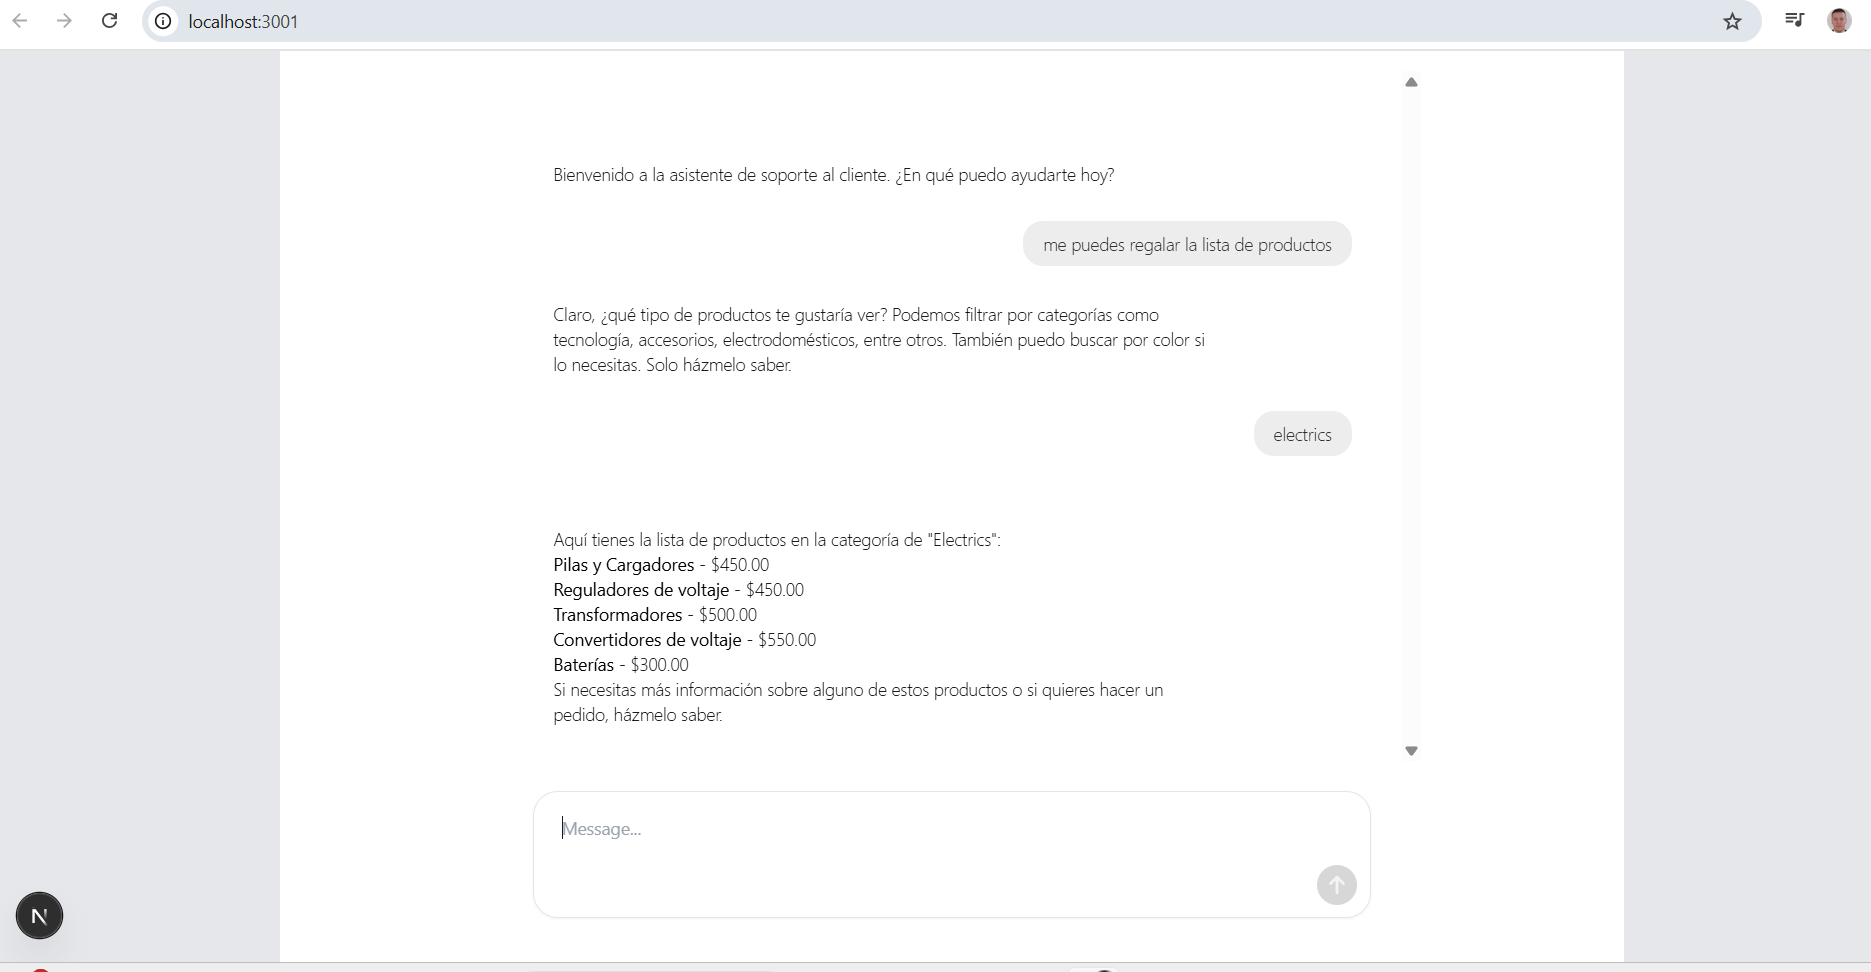 localhost:3001
Bienvenido a la asistente de soporte al cliente. ¿En qué puedo ayudarte hoy?
me puedes regalar la lista de productos
Claro, ¿qué tipo de productos te gustaría ver? Podemos filtrar por categorías como
tecnología, accesorios, electrodomésticos, entre otros. También puedo buscar por color si
lo necesitas. Solo házmelo saber.
electrics
Aquí tienes la lista de productos en la categoría de "Electrics":
Pilas y Cargadores - $450.00
Reguladores de voltaje - $450.00
Transformadores - $500.00
Convertidores de voltaje - $550.00
Baterías - $300.00
Si necesitas más información sobre alguno de estos productos o si quieres hacer un
pedido, házmelo saber.
Message...
N